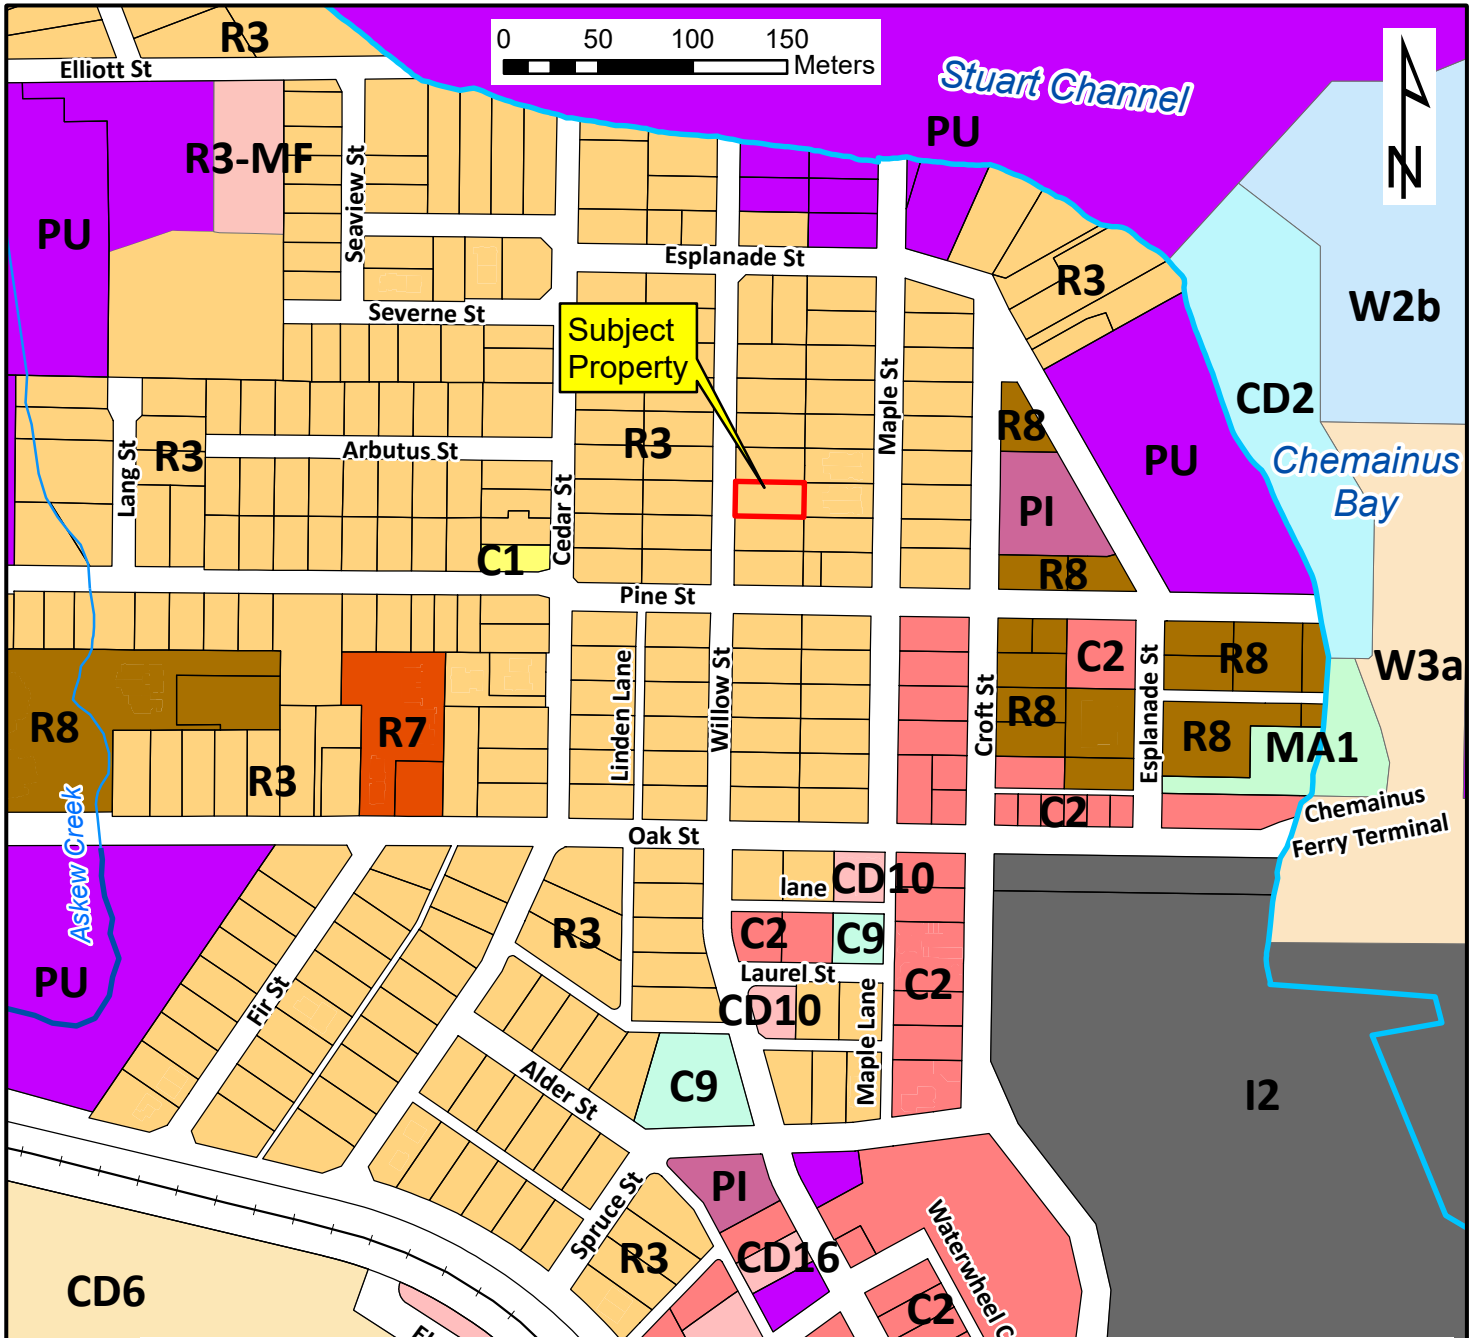 R3
0 50 100 150
Meters
Elliott St
Stuart Channel
PU
N
R3-MF
Seaview St
PU
Esplanade St
R3
W2b
Severne St
Subject
Property
Maple St
CD2
R8
R3
R3
Arbutus St
Lang St
PU
Chemainus
Bay
Cedar St
PI
C1
R8
Pine St
Linden Lane
Willow St
C2
Esplanade St
R8
W3a
Croft St
R8
R8
R7
R8
MA1
R3
Chemainus
Ferry Terminal
C2
Oak St
Askew Creek
lane
CD10
R3
C2
C9
Laurel St
PU
C2
Fir St
CD10
Maple Lane
Alder St
C9
I2
PI
Spruce St
R3
CD16
Waterwheel
CD6
C2